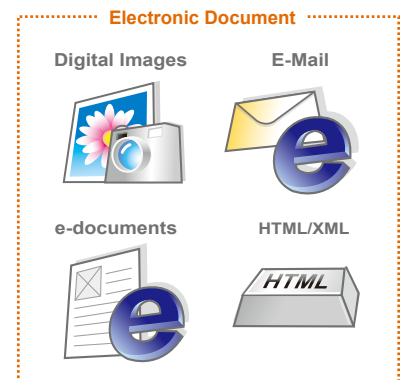 Electronic Document
Digital Images
E-Mail
e
e-documents
HTML/XML
e
HTML